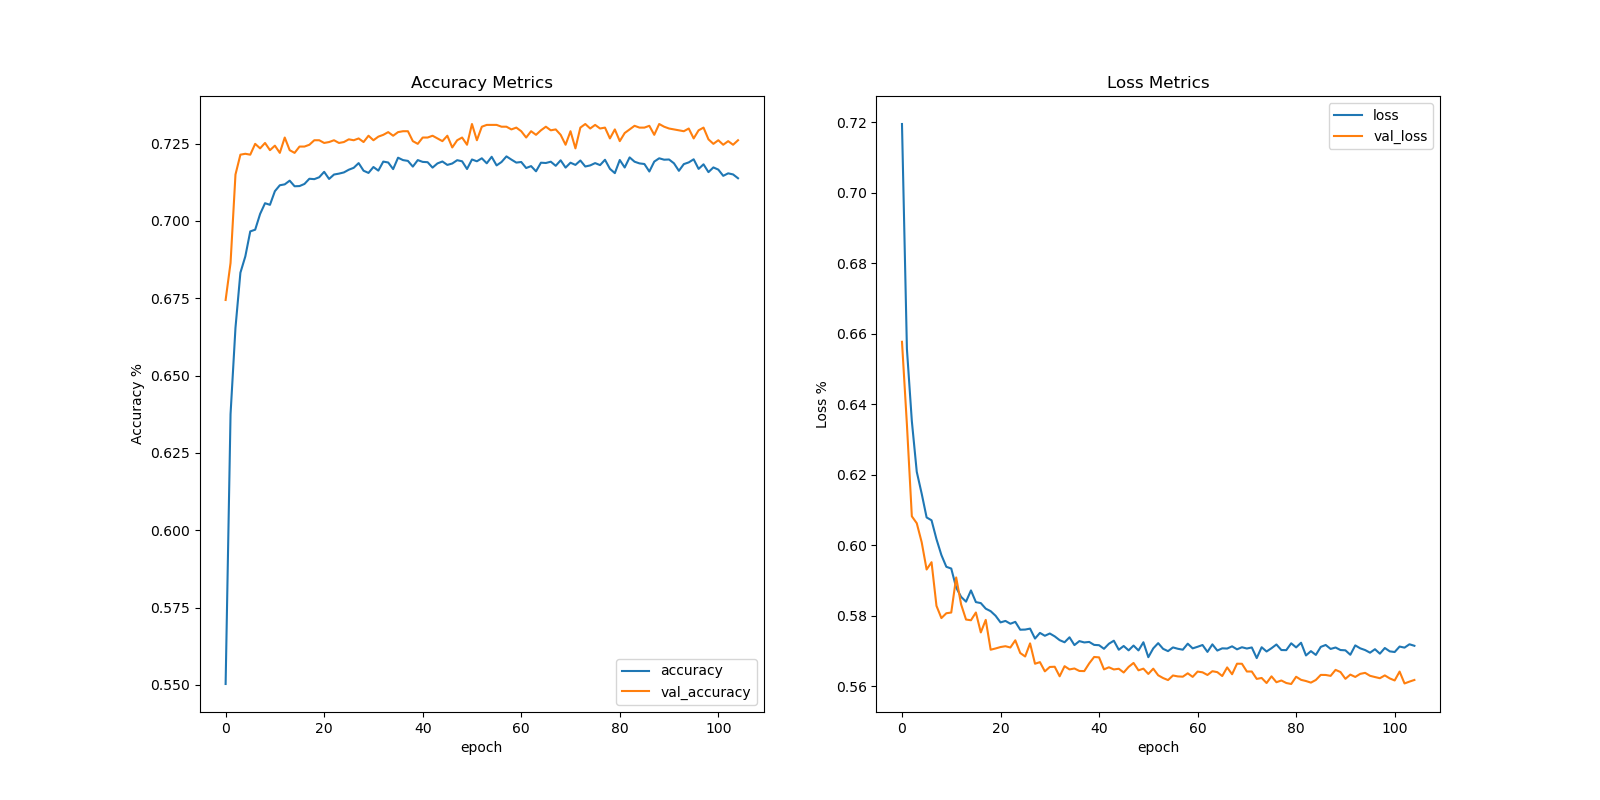 Accuracy Metrics
Accuracy %
0.725
0.700
0.675
0.650
0.625
0.600
0.575
0.550
accuracy
val_accuracy
0 20 40 60 80 100
epoch
Loss Metrics
Loss %
0.72
0.70
0.68
0.66
0.64
0.62
0.60
0.58
0.56
loss
val_loss
0 20 40 60 80 100
epoch